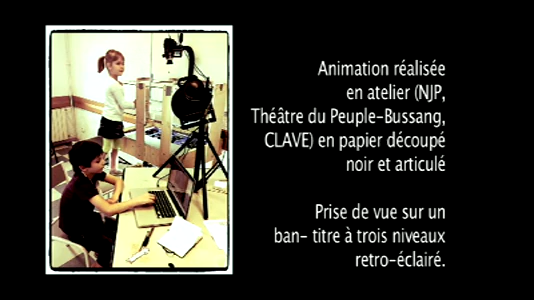 Animation réalisée
en atelier (NJP,
Théâtre du Peuple-Bussang,
CLAVE) en papier découpé
noir et articulé
Prise de vue sur un
ban- titre à trois niveaux
retro-éclairé.